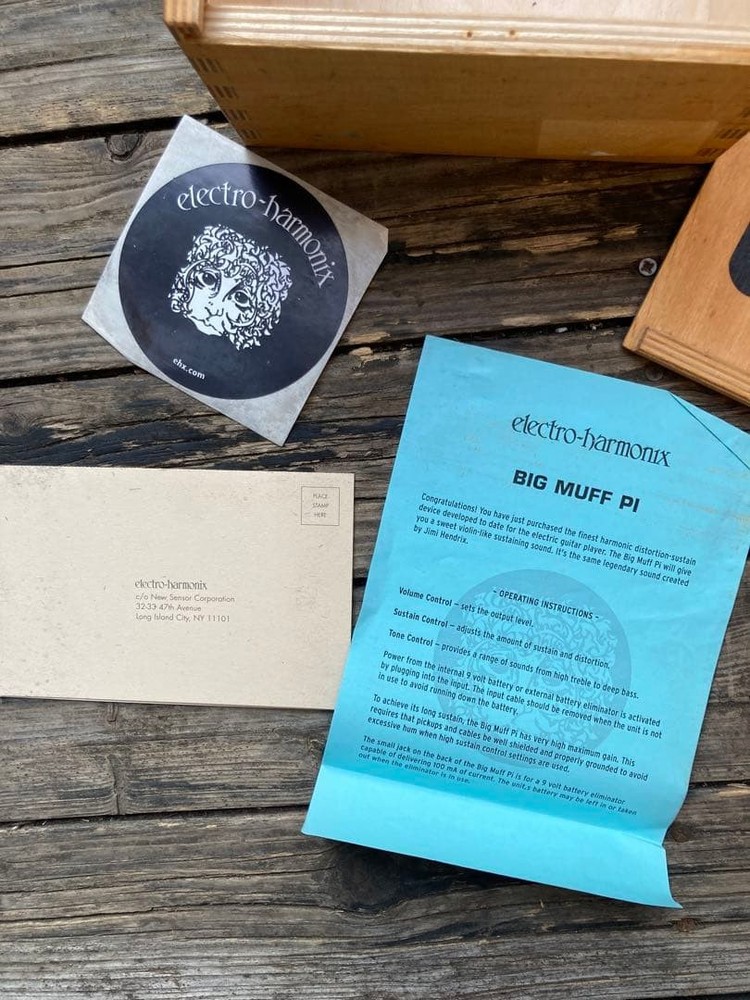 electro-harmonix
ehx.com
PLACE
STAMP
HERE
electro-harmonix
c/o New Sensor Corporation
32-33 47th Avenue
Long Island City, NY 11101
electro-harmonix
BIG MUFF PI
Congratulations! You have just purchased the finest harmonic distortion-sustain
device developed to date for the electric guitar player. The Big Muff Pi will give
you a sweet violin-like sustaining sound. It's the same legendary sound created
by Jimi Hendrix.
~ OPERATING INSTRUCTIONS ~
Volume Control – sets the output level.
Sustain Control – adjusts the amount of sustain and distortion.
Tone Control – provides a range of sounds from high treble to deep bass.
Power from the internal 9 volt battery or external battery eliminator is activated
by plugging into the input. The input cable should be removed when the unit is not
in use to avoid running down the battery.
To achieve its long sustain, the Big Muff Pi has very high maximum gain. This
requires that pickups and cables be well shielded and properly grounded to avoid
excessive hum when high sustain control settings are used.
The small jack on the back of the Big Muff Pi is for a 9 volt battery eliminator
capable of delivering 100 mA of current. The unit,s battery may be left in or taken
out when the eliminator is in use.